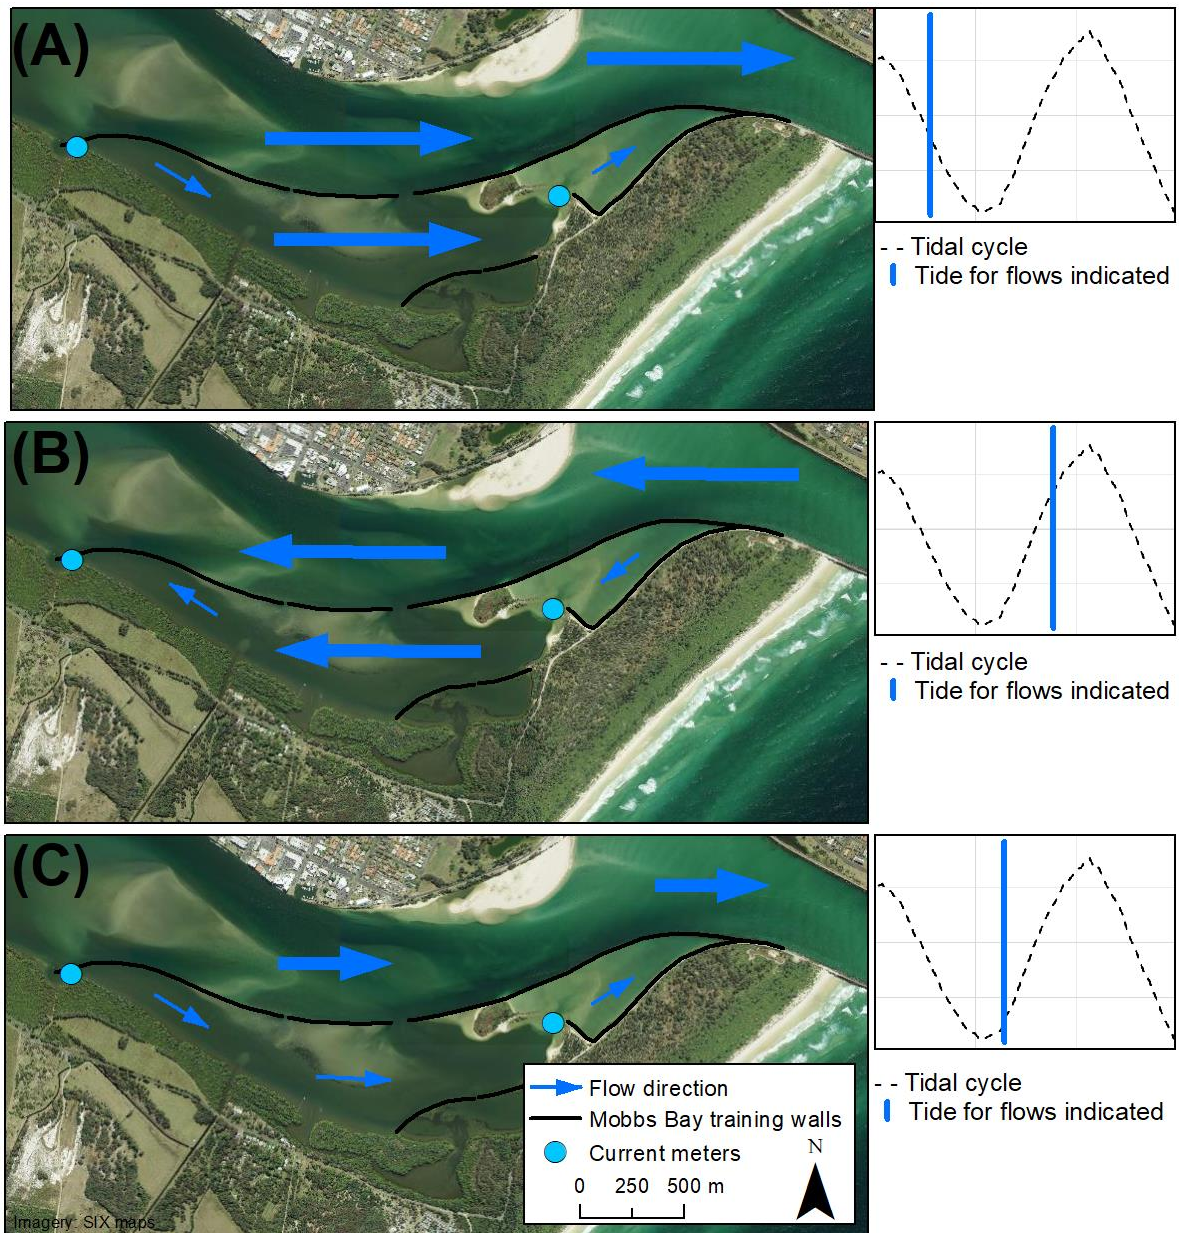 (A)
- - Tidal cycle
Tide for flows indicated
(B)
- - Tidal cycle
Tide for flows indicated
(C)
- - Tidal cycle
Tide for flows indicated
Flow direction
Mobbs Bay training walls
Current meters
N
0 250 500 m
Imagery: SIX maps